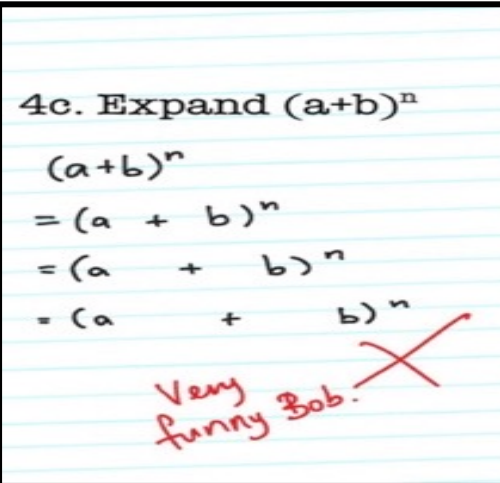 4c. Expand (a+b)ⁿ
(a+b)ⁿ
= (a + b)ⁿ
= (a + b)ⁿ
= (a + b)ⁿ
Very
funny Bob.